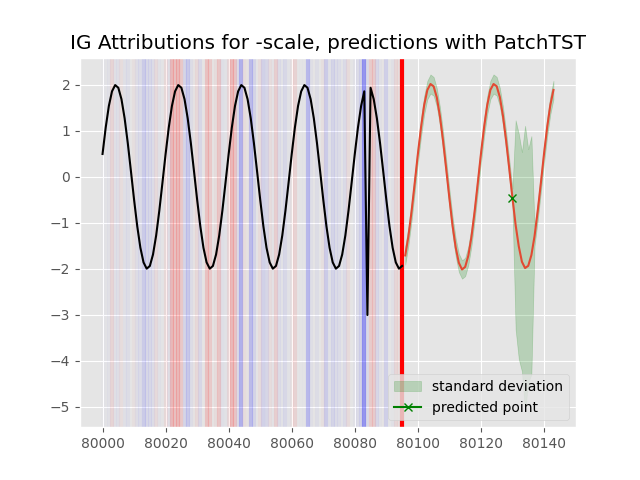 IG Attributions for -scale, predictions with PatchTST
2
1
0
−1
−2
−3
−4
−5
standard deviation
predicted point
80000 80020 80040 80060 80080 80100 80120 80140